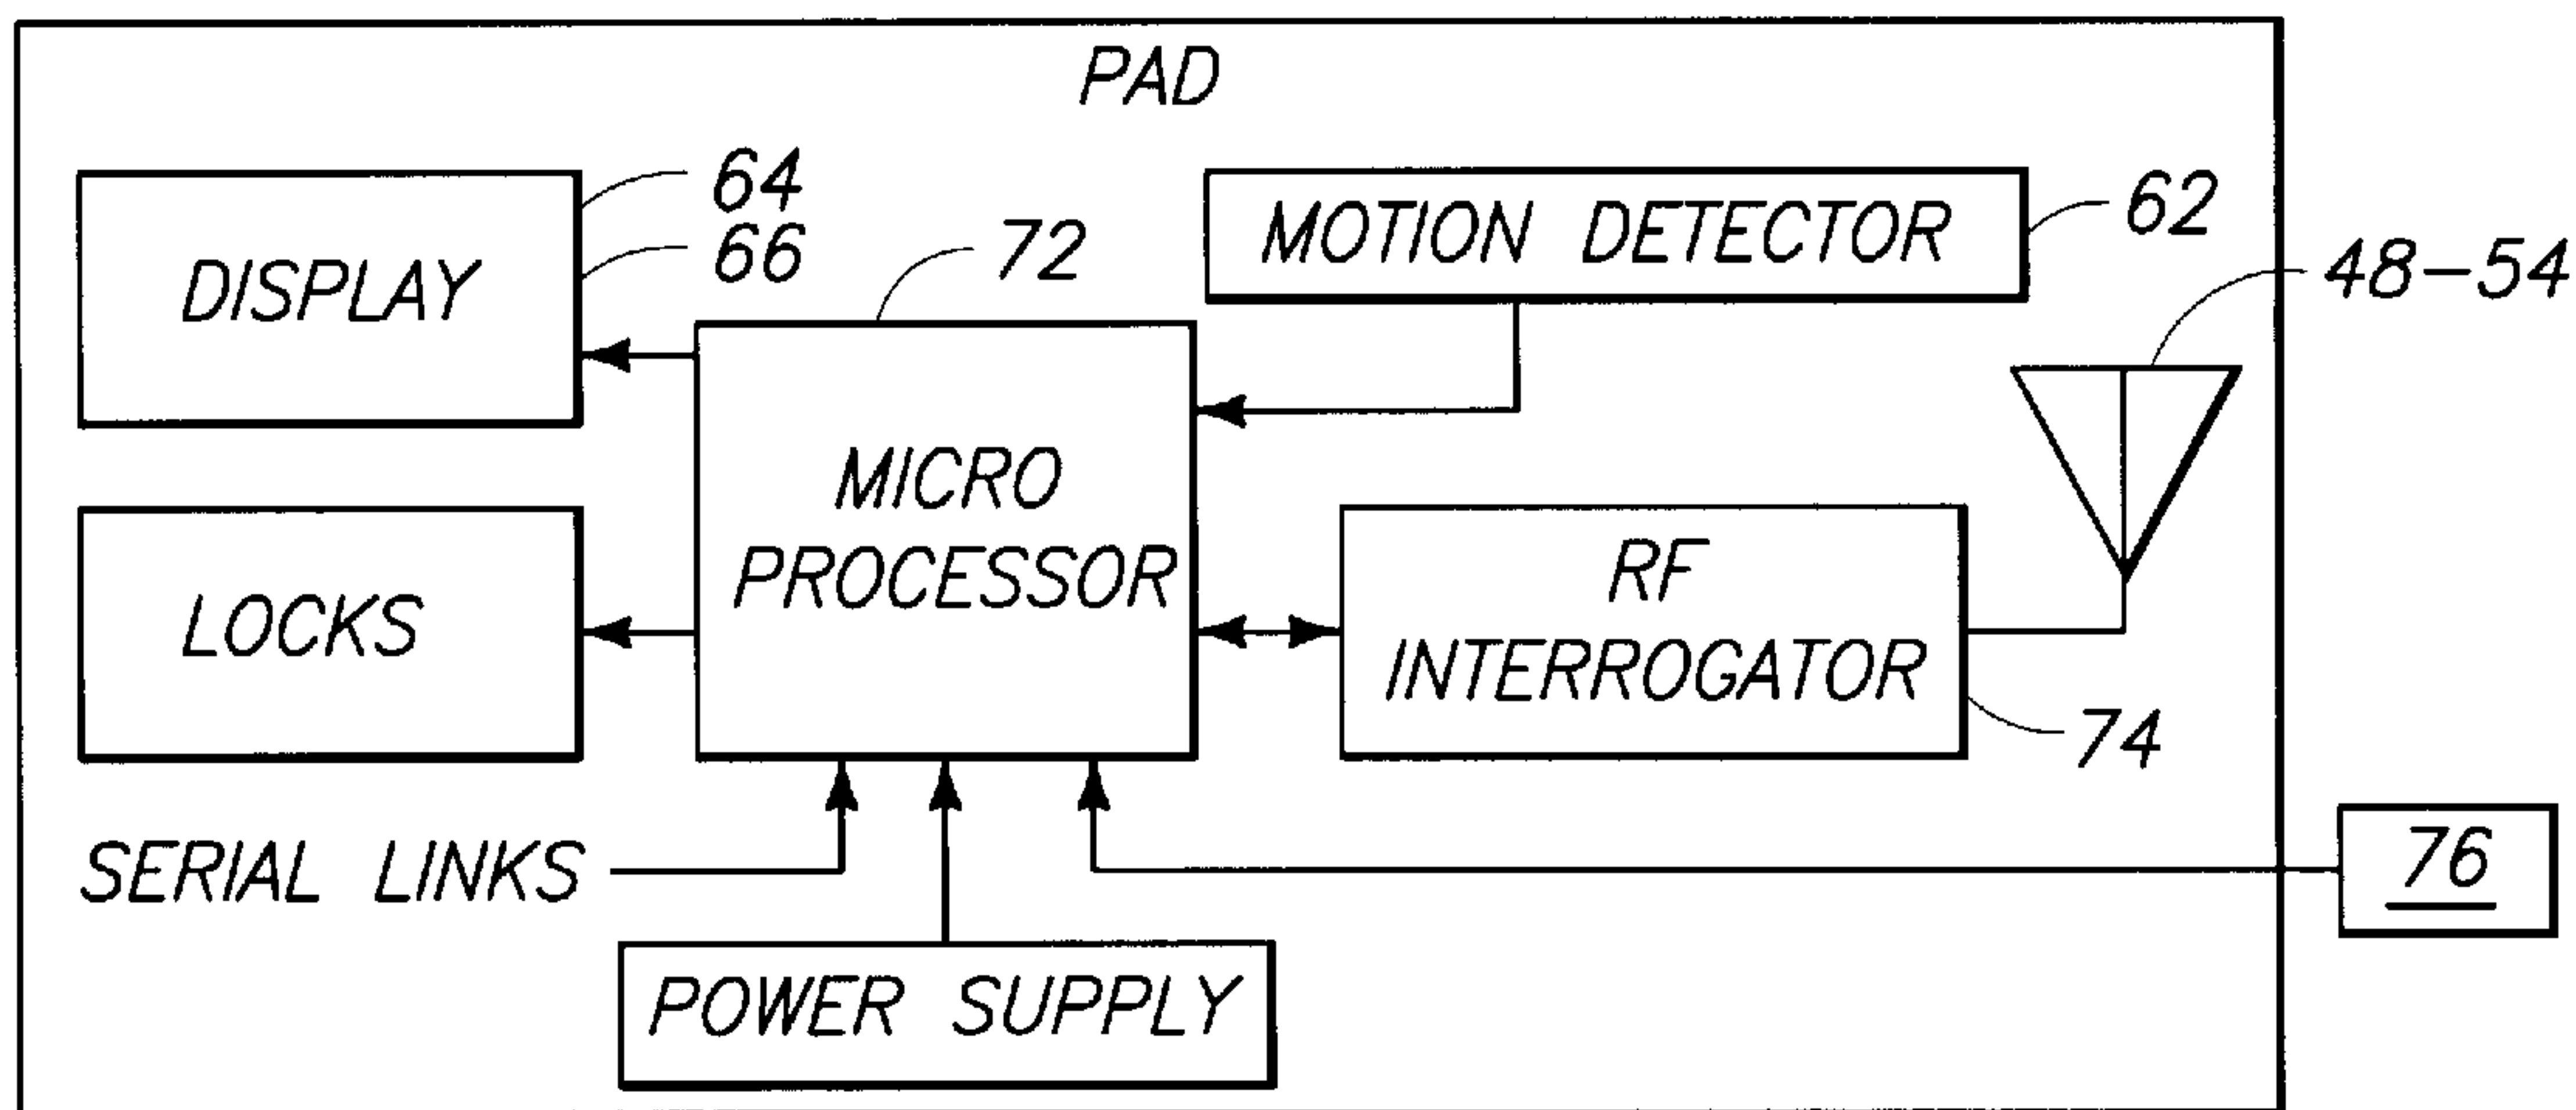 PAD
64
66
DISPLAY
72
MOTION DETECTOR
62
48-54
MICRO
PROCESSOR
LOCKS
RF
INTERROGATOR
74
SERIAL LINKS
76
POWER SUPPLY